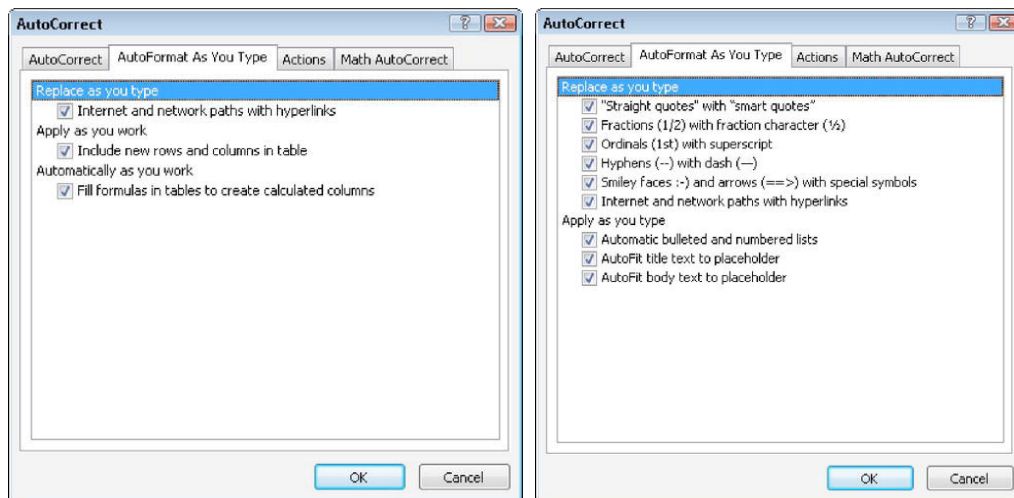 AutoCorrect
AutoCorrect AutoFormat As You Type Actions Math AutoCorrect
Replace as you type
Internet and network paths with hyperlinks
Apply as you work
Include new rows and columns in table
Automatically as you work
Fill formulas in tables to create calculated columns
OK Cancel
AutoCorrect
AutoCorrect AutoFormat As You Type Actions Math AutoCorrect
Replace as you type
"Straight quotes" with “smart quotes”
Fractions (1/2) with fraction character (½)
Ordinals (1st) with superscript
Hyphens (--) with dash (—)
Smiley faces :-) and arrows (==>) with special symbols
Internet and network paths with hyperlinks
Apply as you type
Automatic bulleted and numbered lists
AutoFit title text to placeholder
AutoFit body text to placeholder
OK Cancel